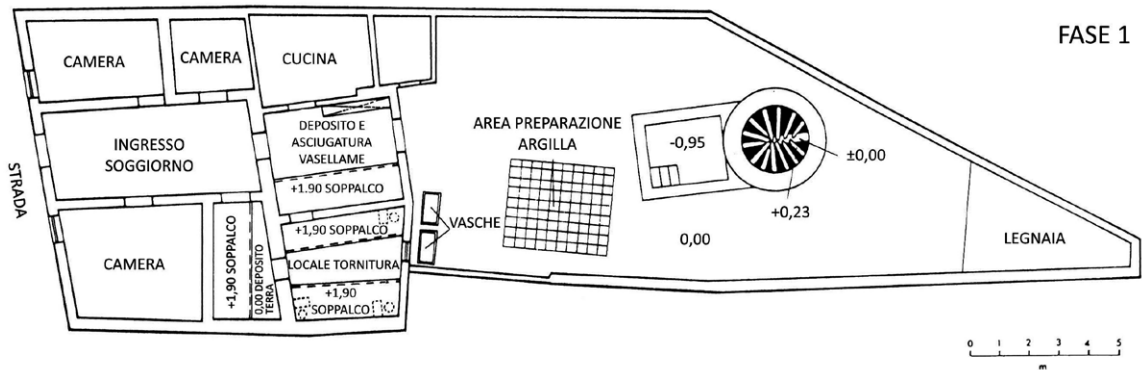 FASE 1
CAMERA
CAMERA
CUCINA
INGRESSO
SOGGIORNO
DEPOSITO E
ASCIUGATURA
VASELLAME
+1.90 SOPPALCO
STRADA
CAMERA
+1,90 SOPPALCO
0,00 DEPOSITO
TERRA
+1,90 SOPPALCO
LOCALE TORNITURA
+1,90
SOPPALCO
VASCHE
AREA PREPARAZIONE
ARGILLA
-0,95
±0,00
+0,23
0,00
LEGNAIA
0 1 2 3 4 5
m